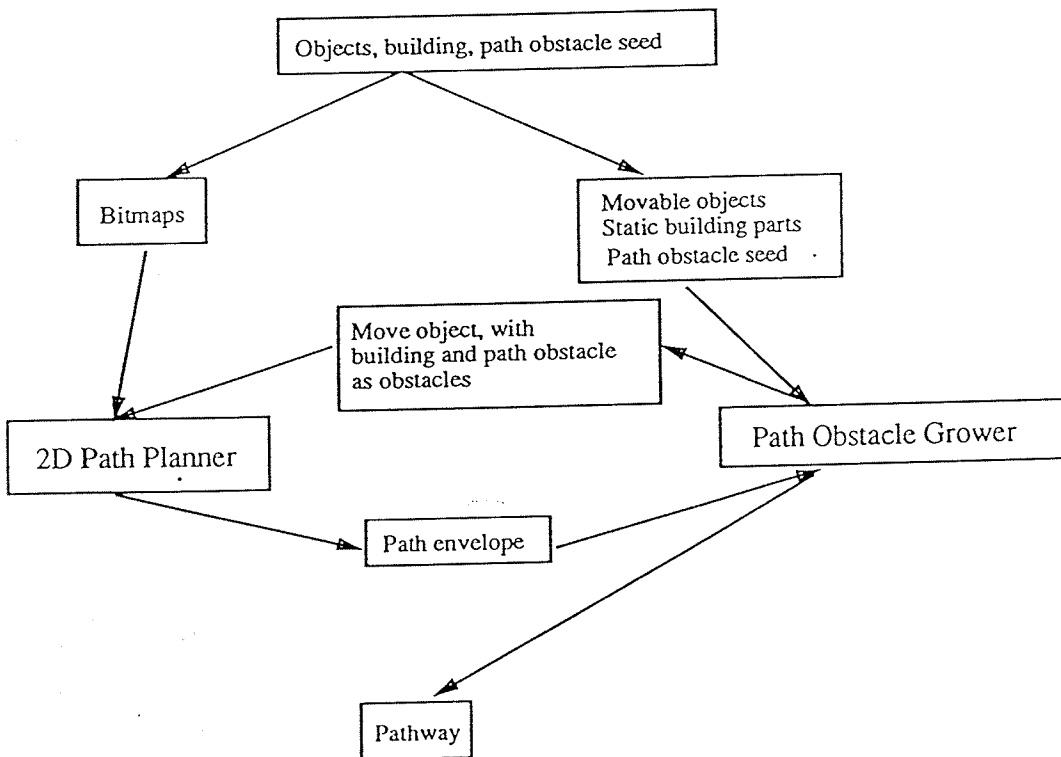 Objects, building, path obstacle seed
Bitmaps
Movable objects
Static building parts
Path obstacle seed
Move object, with
building and path obstacle
as obstacles
2D Path Planner
Path Obstacle Grower
Path envelope
Pathway